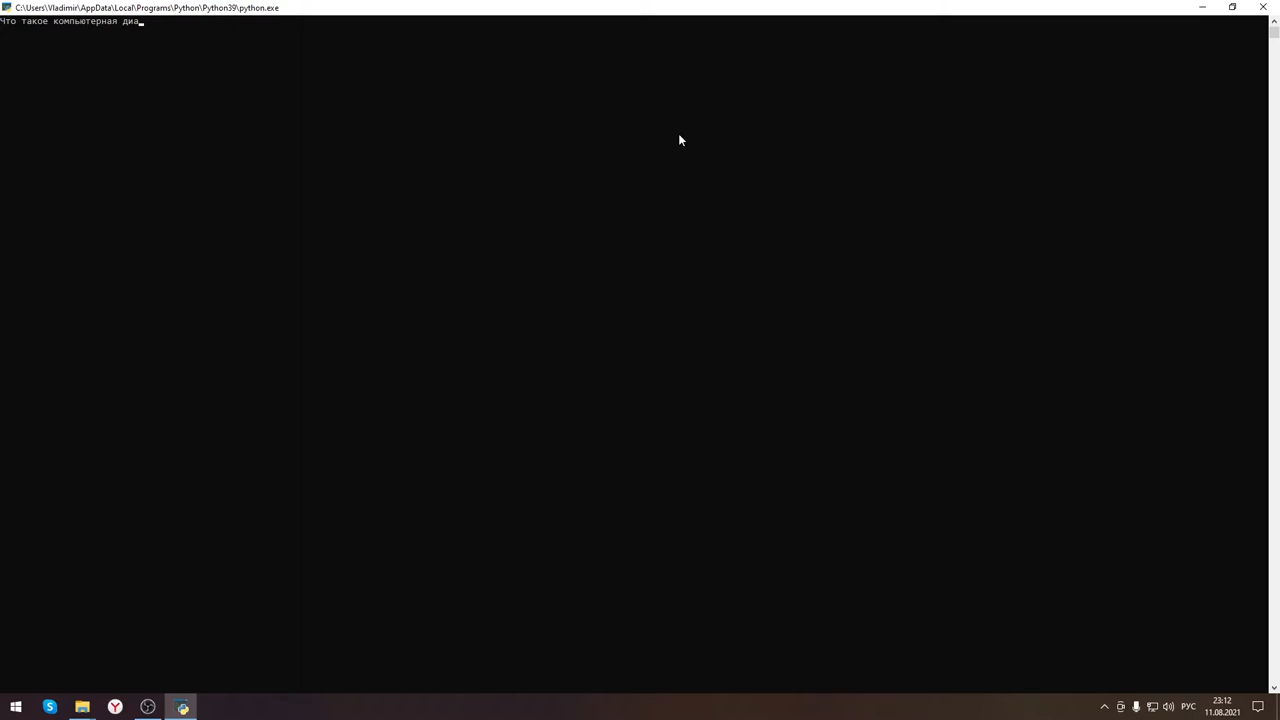 C:\Users\Vladimir\AppData\Local\Programs\Python\Python39\python.exe
Что такое компьютерная диа
РУС
23:12
11.08.2021